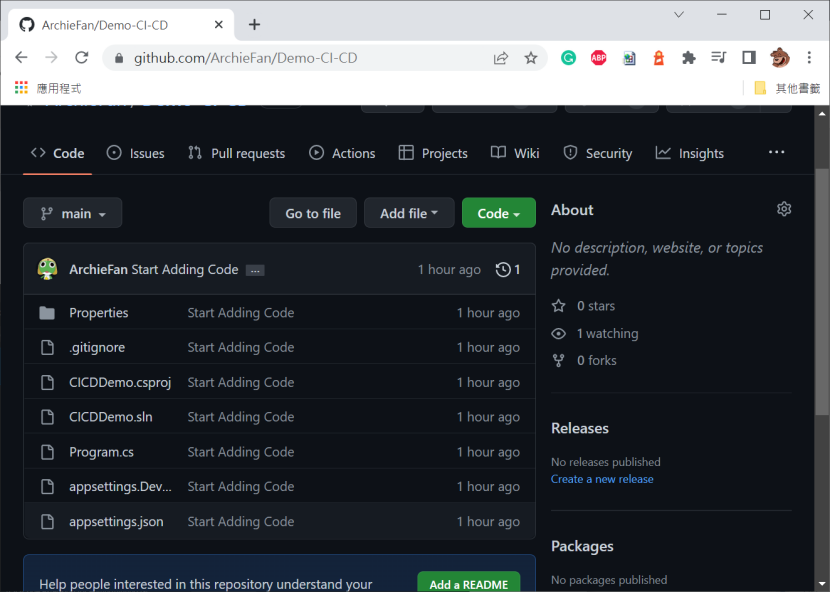 ArchieFan/Demo-CI-CD
github.com/ArchieFan/Demo-CI-CD
ABP
應用程式
其他書籤
Code
Issues
Pull requests
Actions
Projects
Wiki
Security
Insights
main
Go to file
Add file
Code
ArchieFan Start Adding Code ...
1 hour ago
1
Properties Start Adding Code 1 hour ago
.gitignore Start Adding Code 1 hour ago
CICDDemo.csproj Start Adding Code 1 hour ago
CICDDemo.sln Start Adding Code 1 hour ago
Program.cs Start Adding Code 1 hour ago
appsettings.Dev... Start Adding Code 1 hour ago
appsettings.json Start Adding Code 1 hour ago
Help people interested in this repository understand your
Add a README
About
No description, website, or topics
provided.
0 stars
1 watching
0 forks
Releases
No releases published
Create a new release
Packages
No packages published